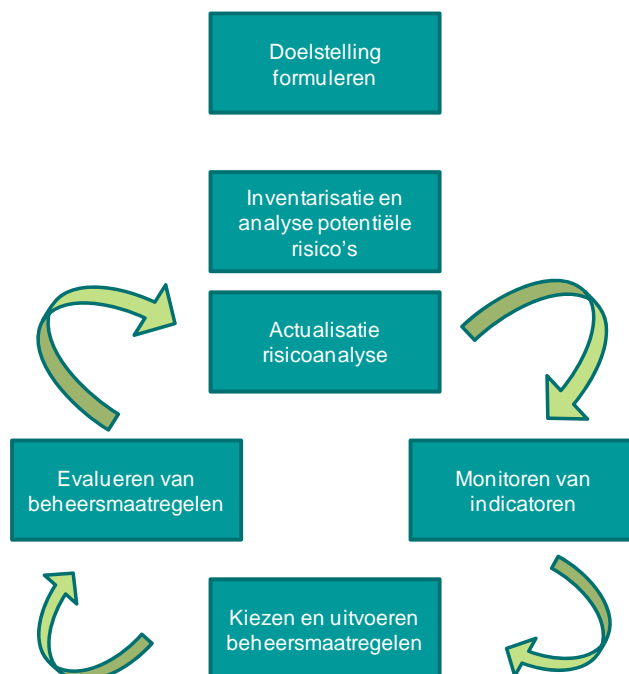 Doelstelling
formuleren
Inventarisatie en
analyse potentiële
risico's
Actualisatie
risicoanalyse
Evalueren van
beheersmaatregelen
Monitoren van
indicatoren
Kiezen en uitvoeren
beheersmaatregelen